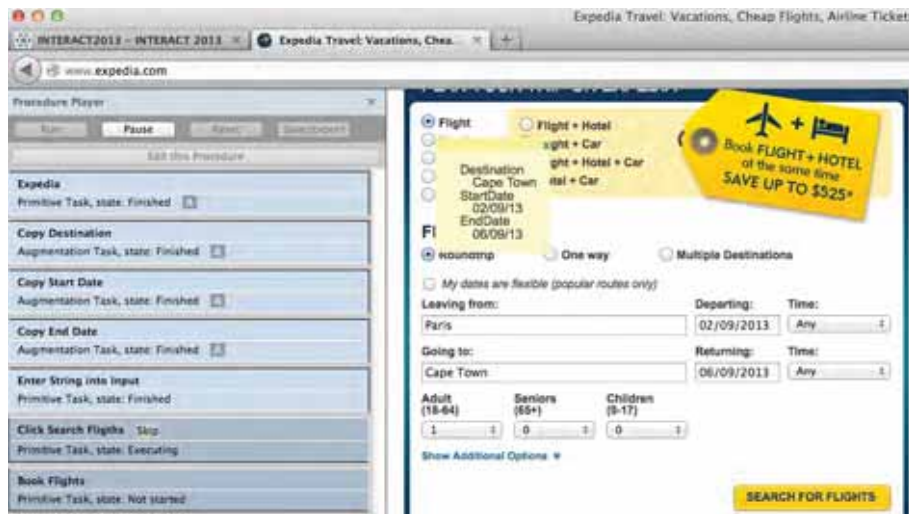 Expedia Travel: Vacations, Cheap Flights, Airline Ticket
INTERACT2013 - INTERACT 2013
Expedia Travel: Vacations, Chea...
www.expedia.com
Procedure Player
Run Pause Reset
Edit this Procedure
Expedia
Primitive Task, state: Finished
Copy Destination
Augmentation Task, state: Finished
Copy Start Date
Augmentation Task, state: Finished
Copy End Date
Augmentation Task, state: Finished
Enter String into Input
Primitive Task, state: Finished
Click Search Fligths Skip
Primitive Task, state: Executing
Book Flights
Primitive Task, state: Not started
Flight
Flight + Hotel
ght + Car
ght + Hotel + Car
tel + Car
Destination
Cape Town
StartDate
02/09/13
EndDate
06/09/13
Book FLIGHT + HOTEL
at the same time
SAVE UP TO $525*
Roundtrip One way Multiple Destinations
My dates are flexible (popular routes only)
Leaving from: Departing: Time:
Paris 02/09/2013 Any
Going to: Returning: Time:
Cape Town 06/09/2013 Any
Adult Seniors Children
(18-64) (65+) (0-17)
1 0 0
Show Additional Options
SEARCH FOR FLIGHTS